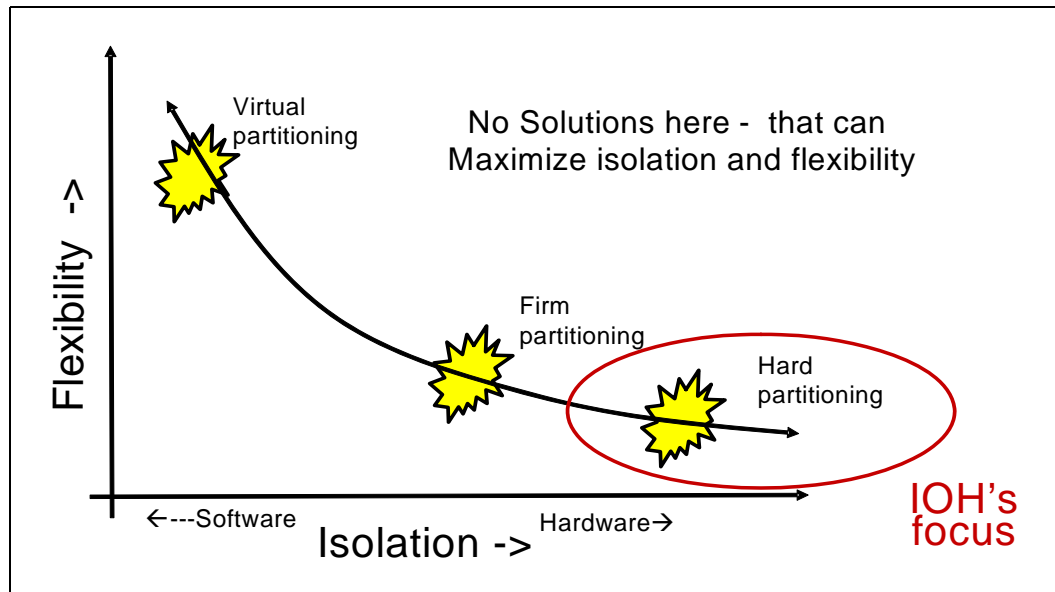 Virtual
partitioning
No Solutions here - that can
Maximize isolation and flexibility
Flexibility ->
Firm
partitioning
Hard
partitioning
IOH's
focus
←---Software
Hardware→
Isolation ->